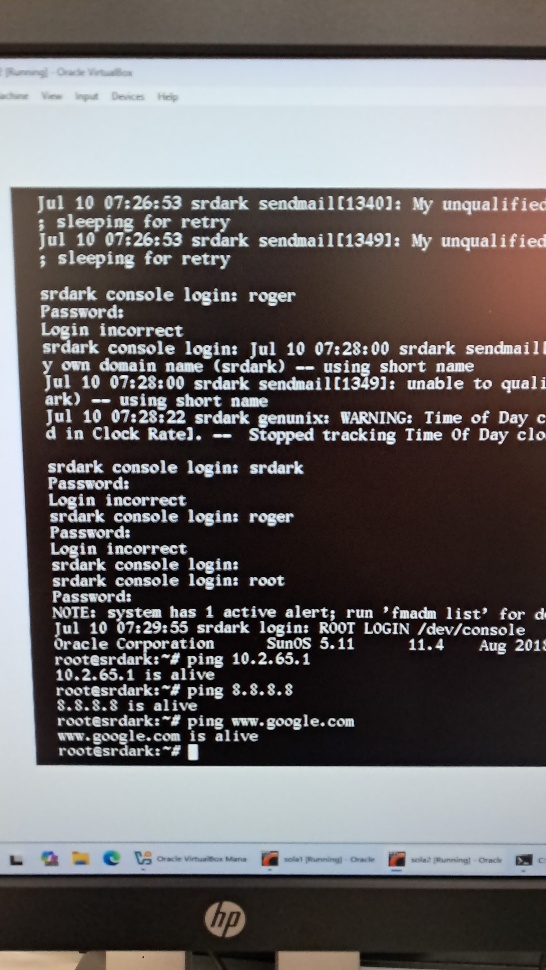 [Running] - Oracle VirtualBox
achine View Input Devices Help
Jul 10 07:26:53 srdark sendmail[1340]: My unqualified
; sleeping for retry
Jul 10 07:26:53 srdark sendmail[1349]: My unqualified
; sleeping for retry
srdark console login: roger
Password:
Login incorrect
srdark console login: Jul 10 07:28:00 srdark sendmail[
y own domain name (srdark) -- using short name
Jul 10 07:28:00 srdark sendmail[1349]: unable to quali
ark) -- using short name
Jul 10 07:28:22 srdark genunix: WARNING: Time of Day c
d in Clock Rate]. -- Stopped tracking Time Of Day clo
srdark console login: srdark
Password:
Login incorrect
srdark console login: roger
Password:
Login incorrect
srdark console login:
srdark console login: root
Password:
NOTE: system has 1 active alert; run 'fmadm list' for de
Jul 10 07:29:55 srdark login: ROOT LOGIN /dev/console
Oracle Corporation SunOS 5.11 11.4 Aug 2018
root@srdark:~# ping 10.2.65.1
10.2.65.1 is alive
root@srdark:~# ping 8.8.8.8
8.8.8.8 is alive
root@srdark:~# ping www.google.com
www.google.com is alive
root@srdark:~#
Oracle VirtualBox Mana
sola1 [Running] - Oracle
sola2 [Running] - Oracle
hp